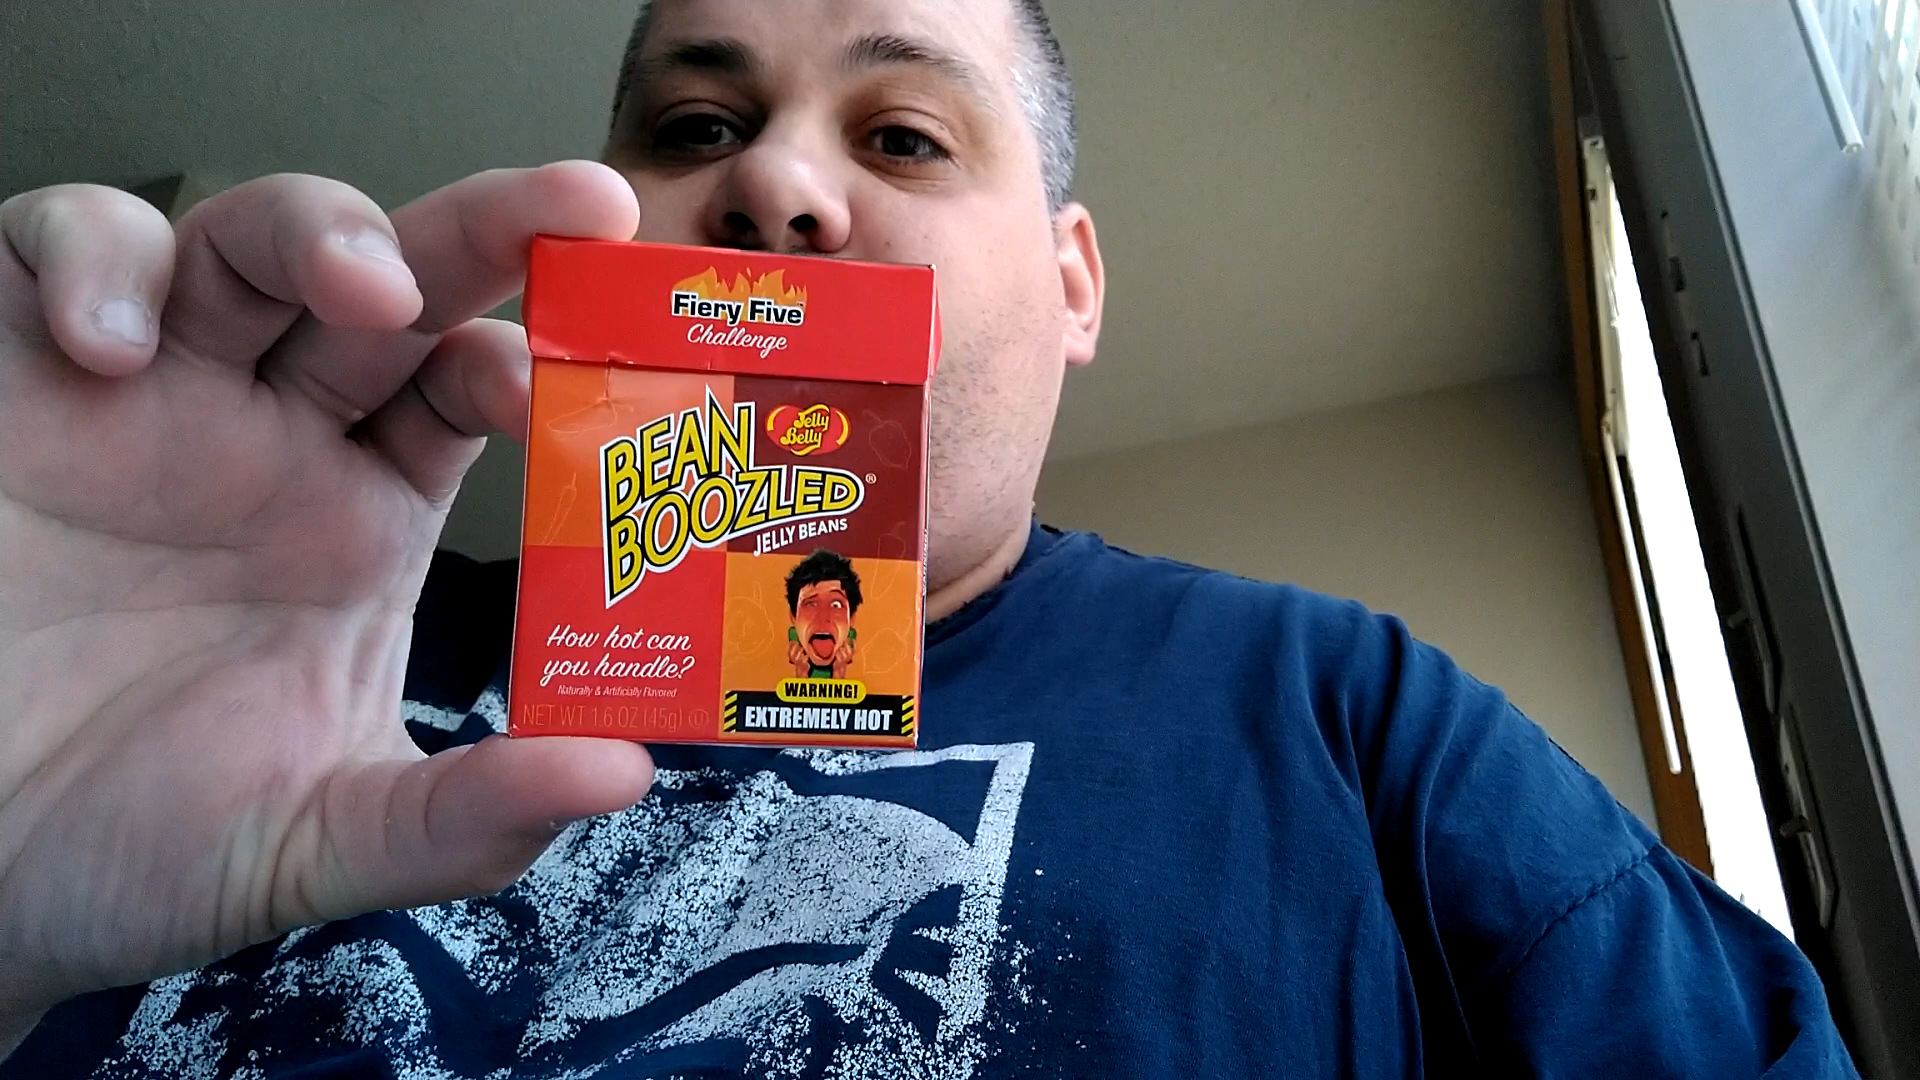 Fiery Five™
Challenge
Jelly
Belly
BEAN
BOOZLED®
JELLY BEANS
How hot can
you handle?
Naturally & Artificially Flavored
NET WT 1.6 OZ (45g) Ⓤ
WARNING!
EXTREMELY HOT